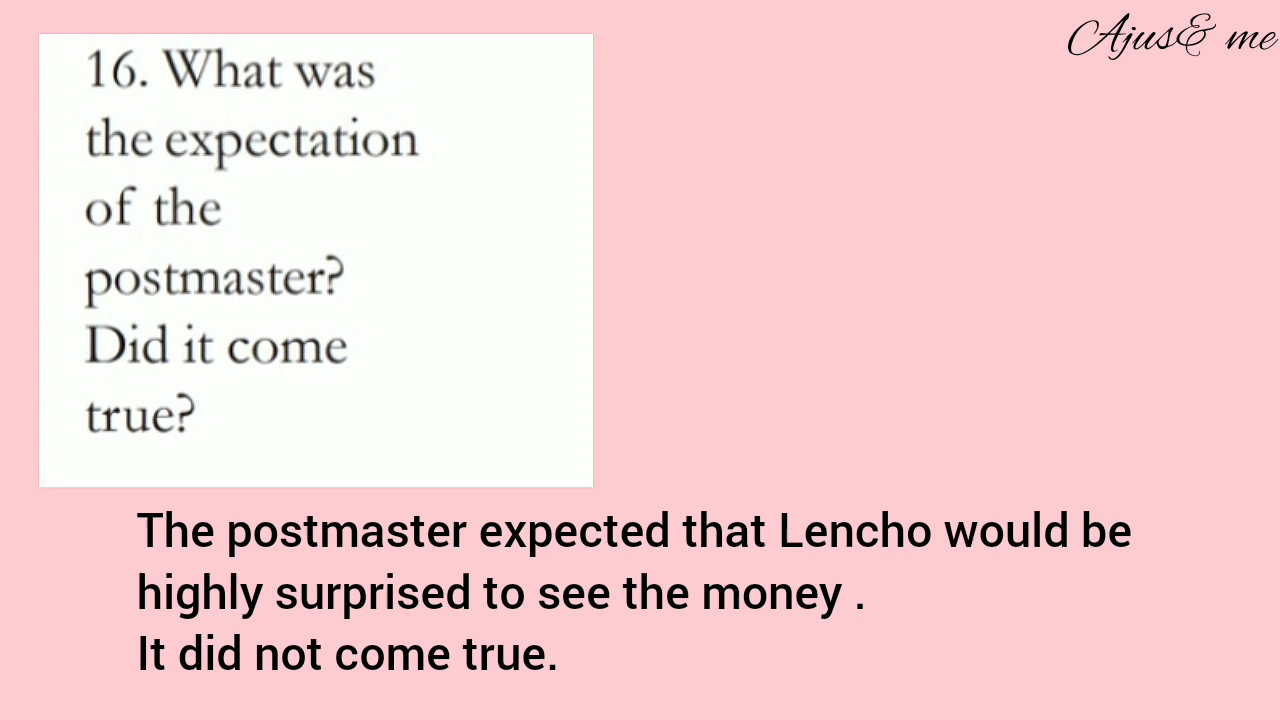 Ajus& me
16. What was
the expectation
of the
postmaster?
Did it come
true?
The postmaster expected that Lencho would be
highly surprised to see the money .
It did not come true.